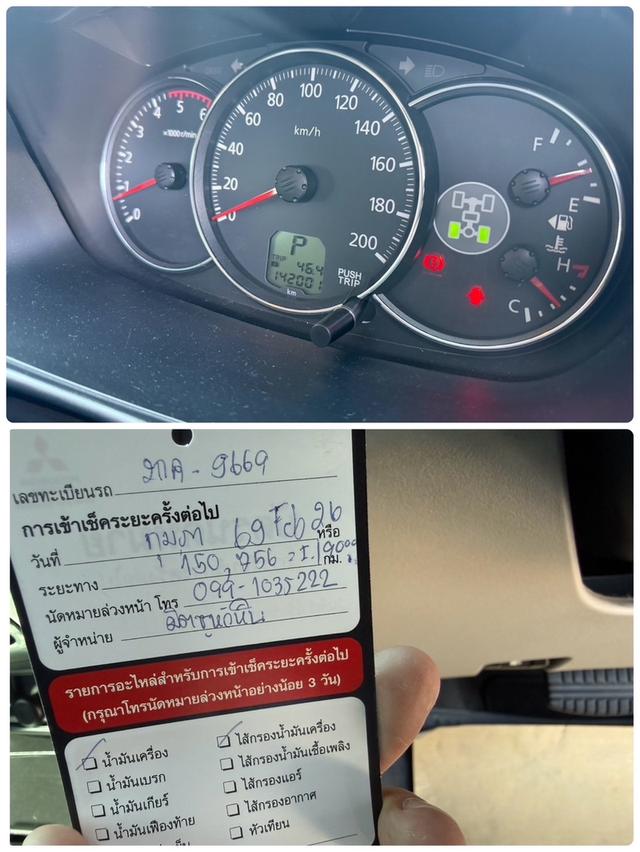 0 1 2 3 4 5 6
×1000r/min
0 20 40 60 80 100 120 140 160 180 200
km/h
P
TRIP 46.4
142001
km
PUSH
TRIP
F
E
H
C
เลขทะเบียนรถ - 9669
การเข้าเช็คระยะครั้งต่อไป
วันที่ กุมภา 69 Feb 26 หรือ
ระยะทาง 150,756 กม.
นัดหมายล่วงหน้า โทร 099-1035222
ผู้จำหน่าย
รายการอะไหล่สำหรับการเข้าเช็คระยะครั้งต่อไป
(กรุณาโทรนัดหมายล่วงหน้าอย่างน้อย 3 วัน)
น้ำมันเครื่อง
น้ำมันเบรก
น้ำมันเกียร์
น้ำมันเฟืองท้าย
ไส้กรองน้ำมันเครื่อง
ไส้กรองน้ำมันเชื้อเพลิง
ไส้กรองแอร์
ไส้กรองอากาศ
หัวเทียน